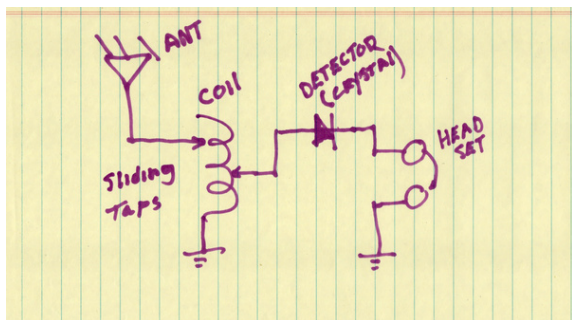 ANT
COIL
DETECTOR
(CRYSTAL)
HEAD
SET
Sliding
Taps